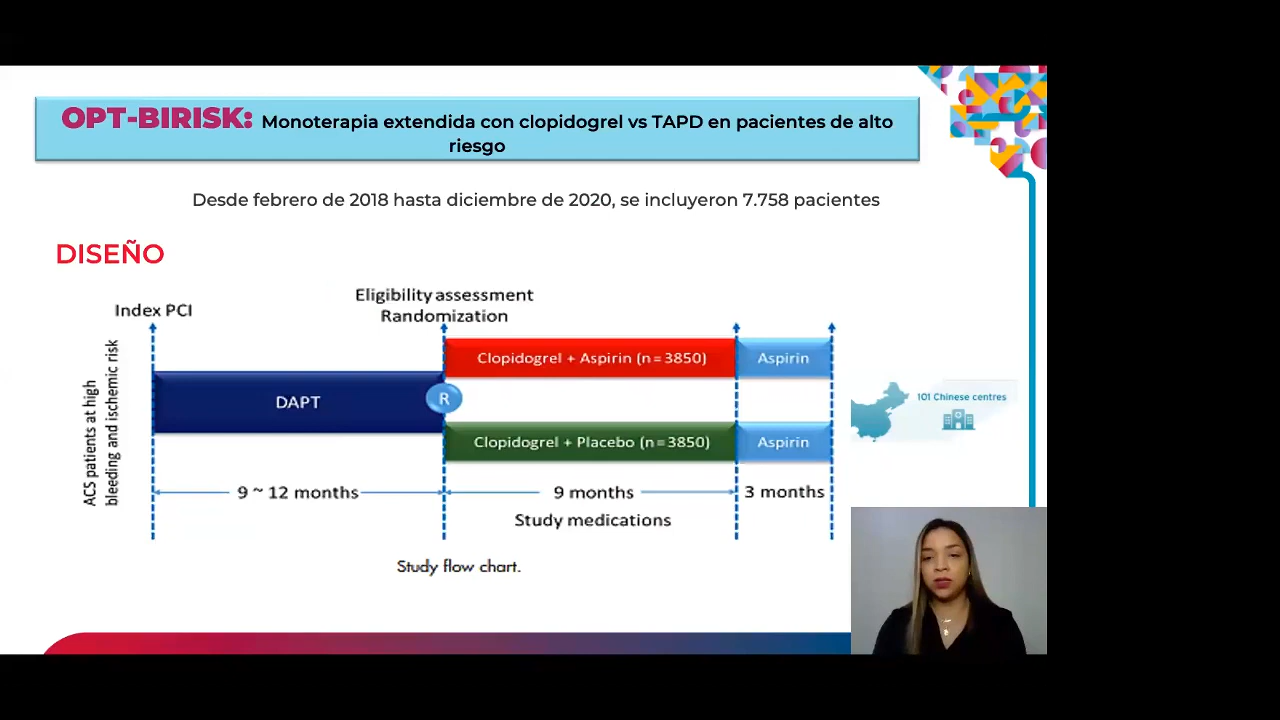 OPT-BIRISK: Monoterapia extendida con clopidogrel vs TAPD en pacientes de alto
riesgo
Desde febrero de 2018 hasta diciembre de 2020, se incluyeron 7.758 pacientes
DISEÑO
Index PCI
Eligibility assessment
Randomization
ACS patients at high
bleeding and ischemic risk
DAPT
R
Clopidogrel + Aspirin (n = 3850)
Aspirin
Clopidogrel + Placebo (n = 3850)
Aspirin
101 Chinese centres
9 ~ 12 months
9 months
3 months
Study medications
Study flow chart.